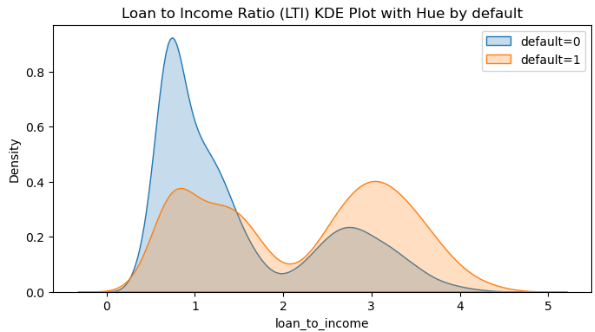 Loan to Income Ratio (LTI) KDE Plot with Hue by default
default=0
default=1
Density
0.8
0.6
0.4
0.2
0.0
0 1 2 3 4 5
loan_to_income